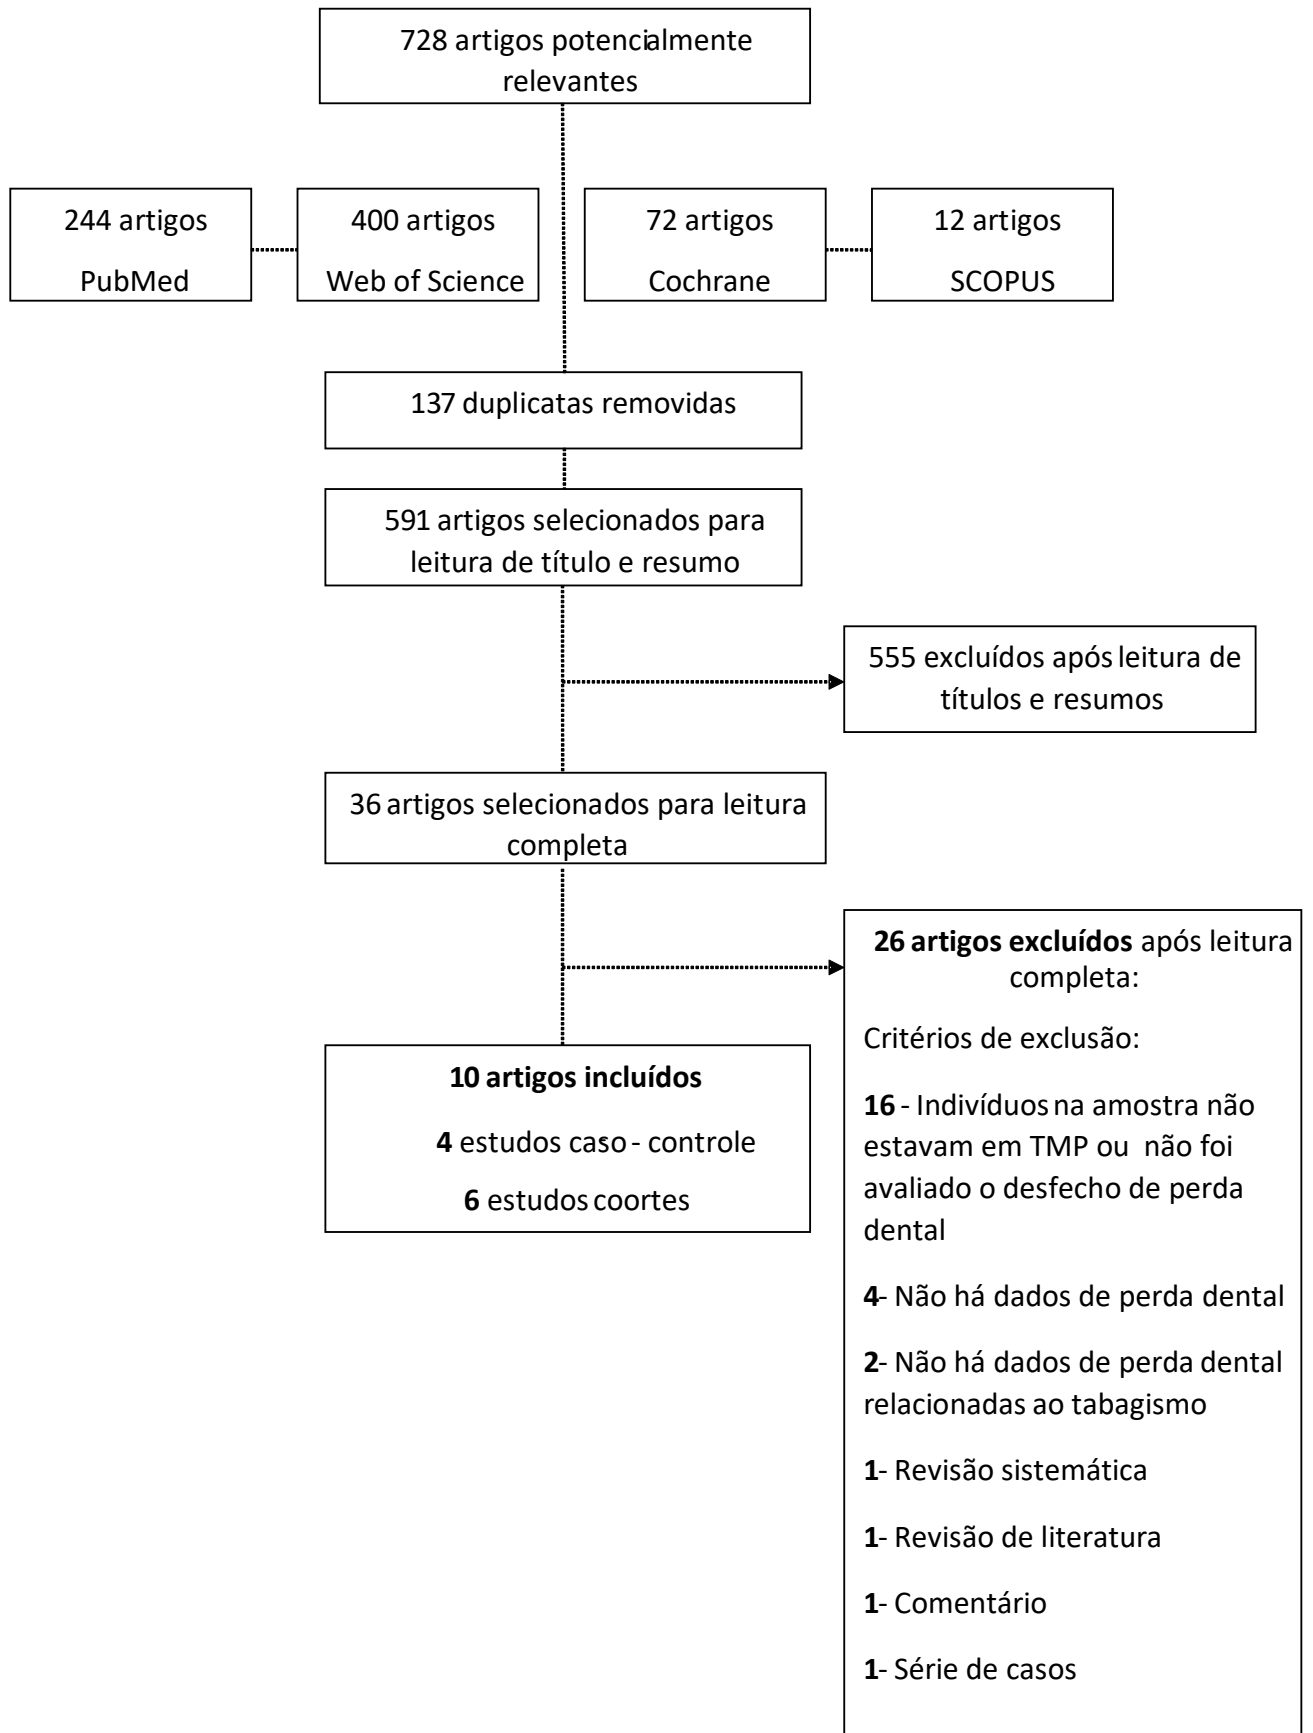 728 artigos potencialmente
relevantes
244 artigos
PubMed
400 artigos
Web of Science
72 artigos
Cochrane
12 artigos
SCOPUS
137 duplicatas removidas
591 artigos selecionados para
leitura de título e resumo
555 excluídos após leitura de
títulos e resumos
36 artigos selecionados para leitura
completa
26 artigos excluídos após leitura
completa:
Critérios de exclusão:
16 - Indivíduos na amostra não
estavam em TMP ou não foi
avaliado o desfecho de perda
dental
4- Não há dados de perda dental
2- Não há dados de perda dental
relacionadas ao tabagismo
1- Revisão sistemática
1- Revisão de literatura
1- Comentário
1- Série de casos
10 artigos incluídos
4 estudos caso - controle
6 estudos coortes